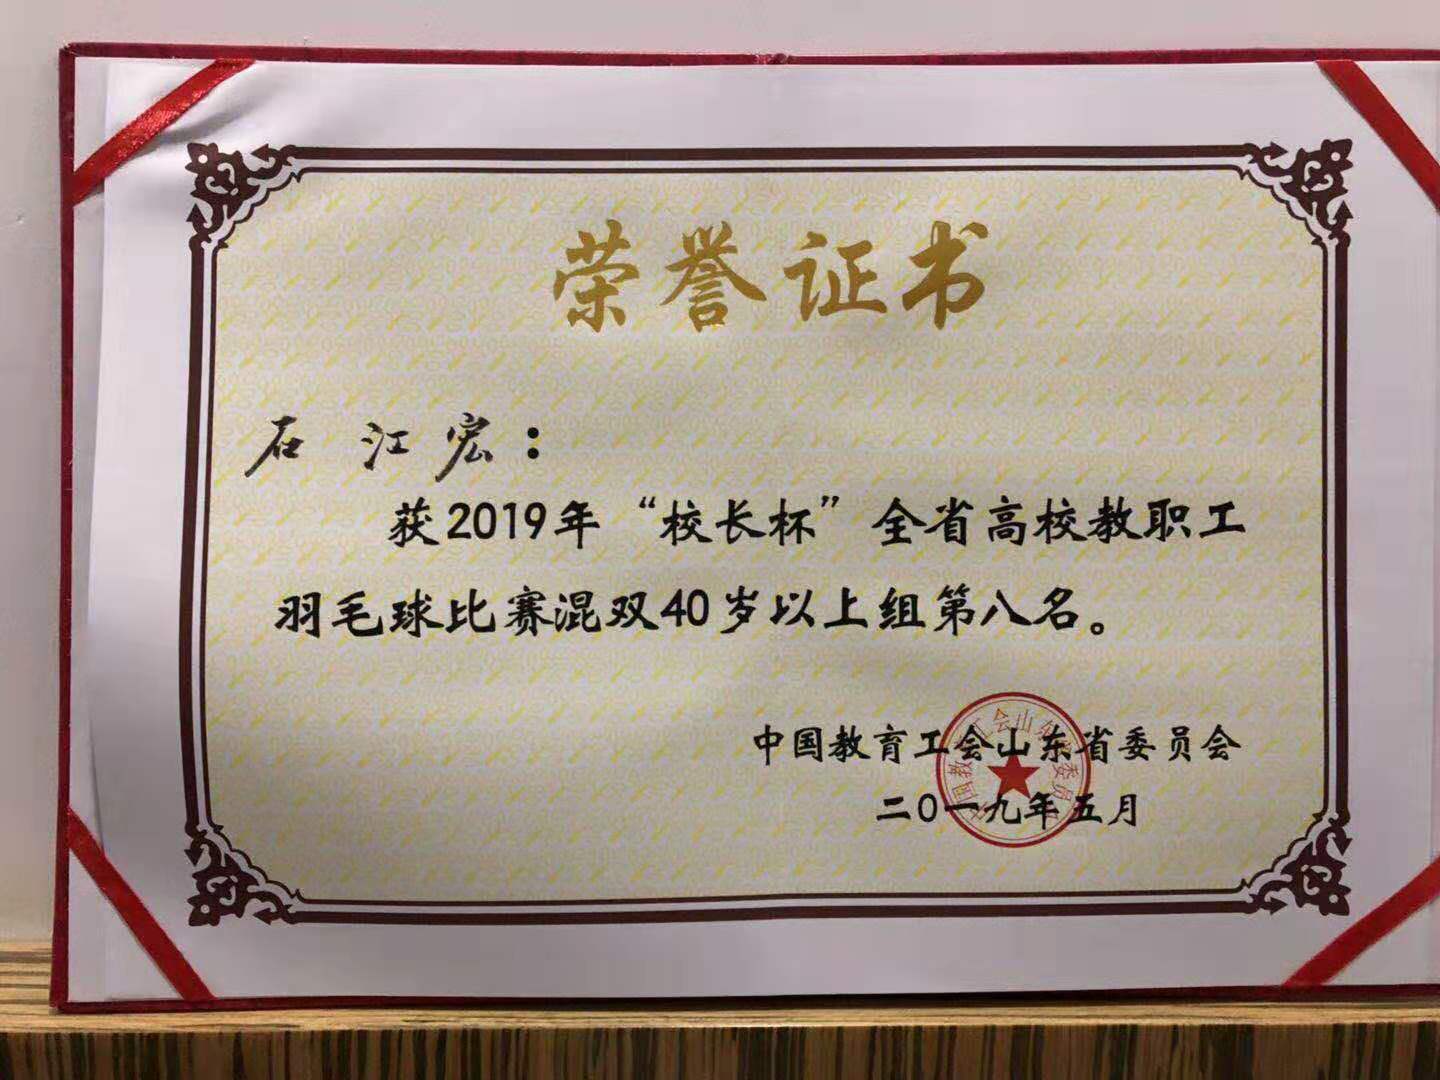 荣誉证书
石江宏：
获2019年“校长杯”全省高校教职工
羽毛球比赛混双40岁以上组第八名。
中国教育工会山东省委员会
二〇一九年五月